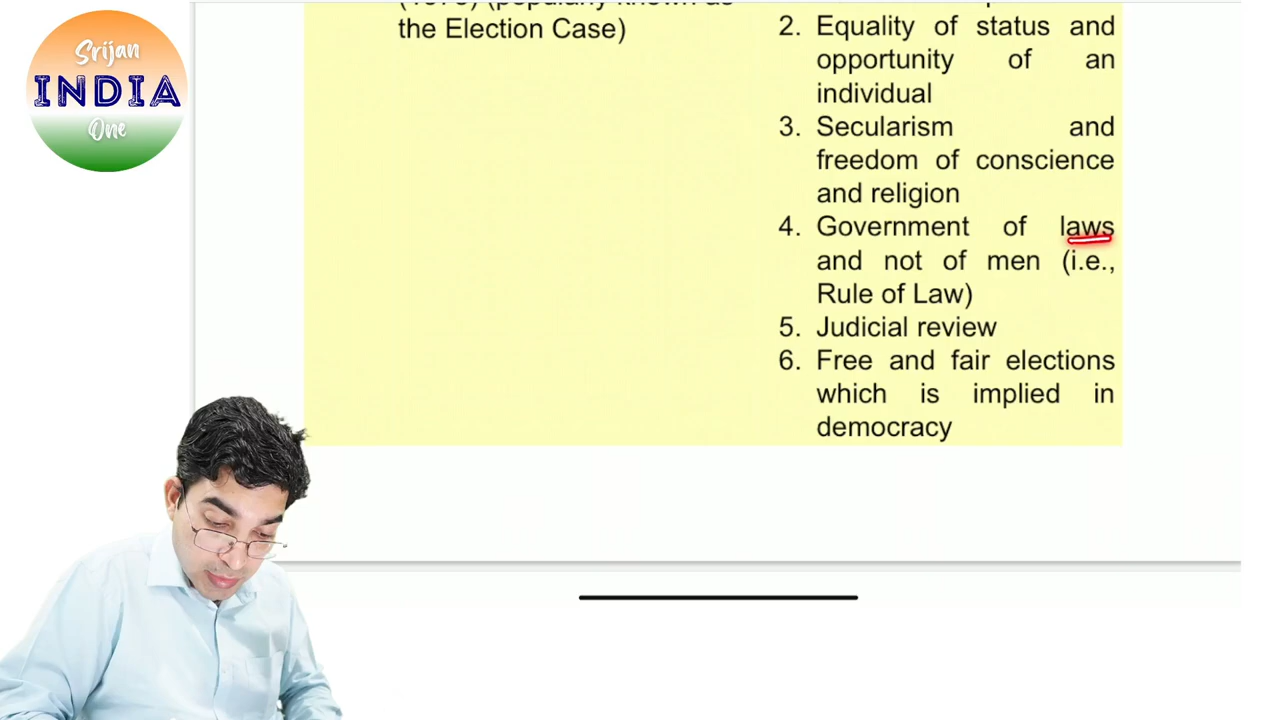 Srijan
INDIA
One
the Election Case)
2. Equality of status and
opportunity of an
individual
3. Secularism and
freedom of conscience
and religion
4. Government of laws
and not of men (i.e.,
Rule of Law)
5. Judicial review
6. Free and fair elections
which is implied in
democracy